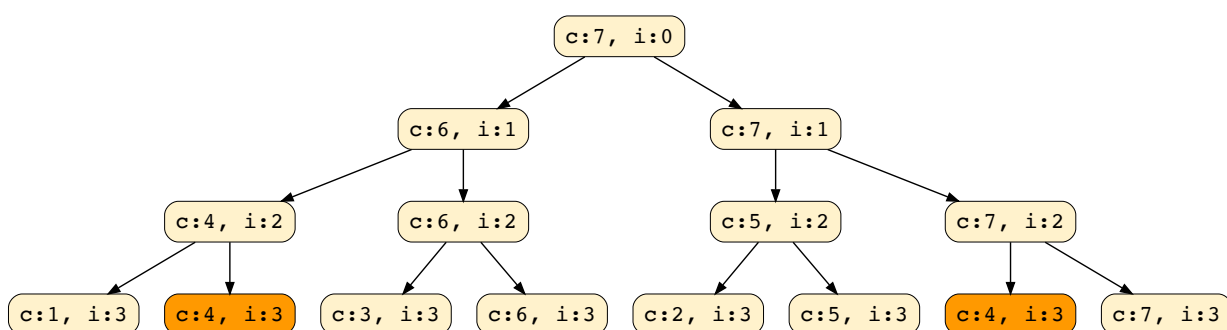 c:7, i:0
c:6, i:1
c:7, i:1
c:4, i:2
c:6, i:2
c:5, i:2
c:7, i:2
c:1, i:3
c:4, i:3
c:3, i:3
c:6, i:3
c:2, i:3
c:5, i:3
c:4, i:3
c:7, i:3